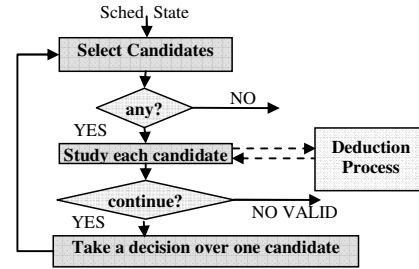 Sched State
Select Candidates
any?
NO
YES
Study each candidate
Deduction
Process
continue?
NO VALID
YES
Take a decision over one candidate